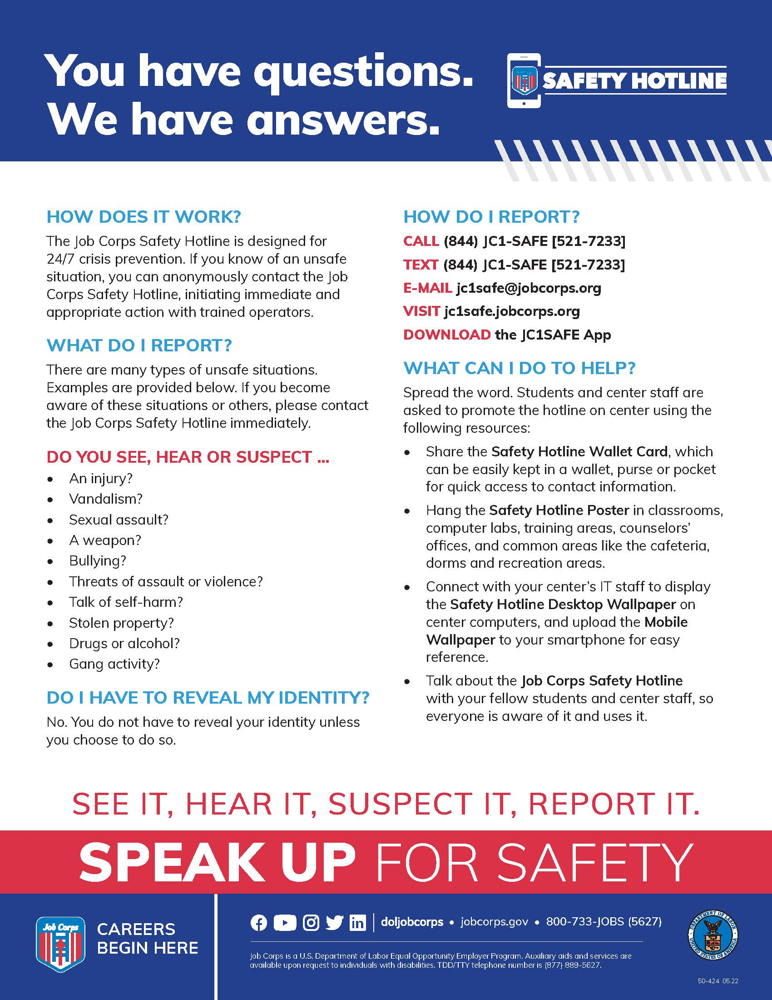 You have questions.
We have answers.
SAFETY HOTLINE
HOW DOES IT WORK?
The Job Corps Safety Hotline is designed for
24/7 crisis prevention. If you know of an unsafe
situation, you can anonymously contact the Job
Corps Safety Hotline, initiating immediate and
appropriate action with trained operators.
WHAT DO I REPORT?
There are many types of unsafe situations.
Examples are provided below. If you become
aware of these situations or others, please contact
the Job Corps Safety Hotline immediately.
DO YOU SEE, HEAR OR SUSPECT ...
• An injury?
• Vandalism?
• Sexual assault?
• A weapon?
• Bullying?
• Threats of assault or violence?
• Talk of self-harm?
• Stolen property?
• Drugs or alcohol?
• Gang activity?
DO I HAVE TO REVEAL MY IDENTITY?
No. You do not have to reveal your identity unless
you choose to do so.
HOW DO I REPORT?
CALL (844) JC1-SAFE [521-7233]
TEXT (844) JC1-SAFE [521-7233]
E-MAIL jc1safe@jobcorps.org
VISIT jc1safe.jobcorps.org
DOWNLOAD the JC1SAFE App
WHAT CAN I DO TO HELP?
Spread the word. Students and center staff are
asked to promote the hotline on center using the
following resources:
• Share the Safety Hotline Wallet Card, which
can be easily kept in a wallet, purse or pocket
for quick access to contact information.
• Hang the Safety Hotline Poster in classrooms,
computer labs, training areas, counselors’
offices, and common areas like the cafeteria,
dorms and recreation areas.
• Connect with your center’s IT staff to display
the Safety Hotline Desktop Wallpaper on
center computers, and upload the Mobile
Wallpaper to your smartphone for easy
reference.
• Talk about the Job Corps Safety Hotline
with your fellow students and center staff, so
everyone is aware of it and uses it.
SEE IT, HEAR IT, SUSPECT IT, REPORT IT.
SPEAK UP FOR SAFETY
Job Corps
CAREERS
BEGIN HERE
doljobcorps • jobcorps.gov • 800-733-JOBS (5627)
Job Corps is a U.S. Department of Labor Equal Opportunity Employer Program. Auxiliary aids and services are
available upon request to individuals with disabilities. TDD/TTY telephone number is (877) 889-5627.
DEPARTMENT OF LABOR
UNITED STATES OF AMERICA
50-424 05.22